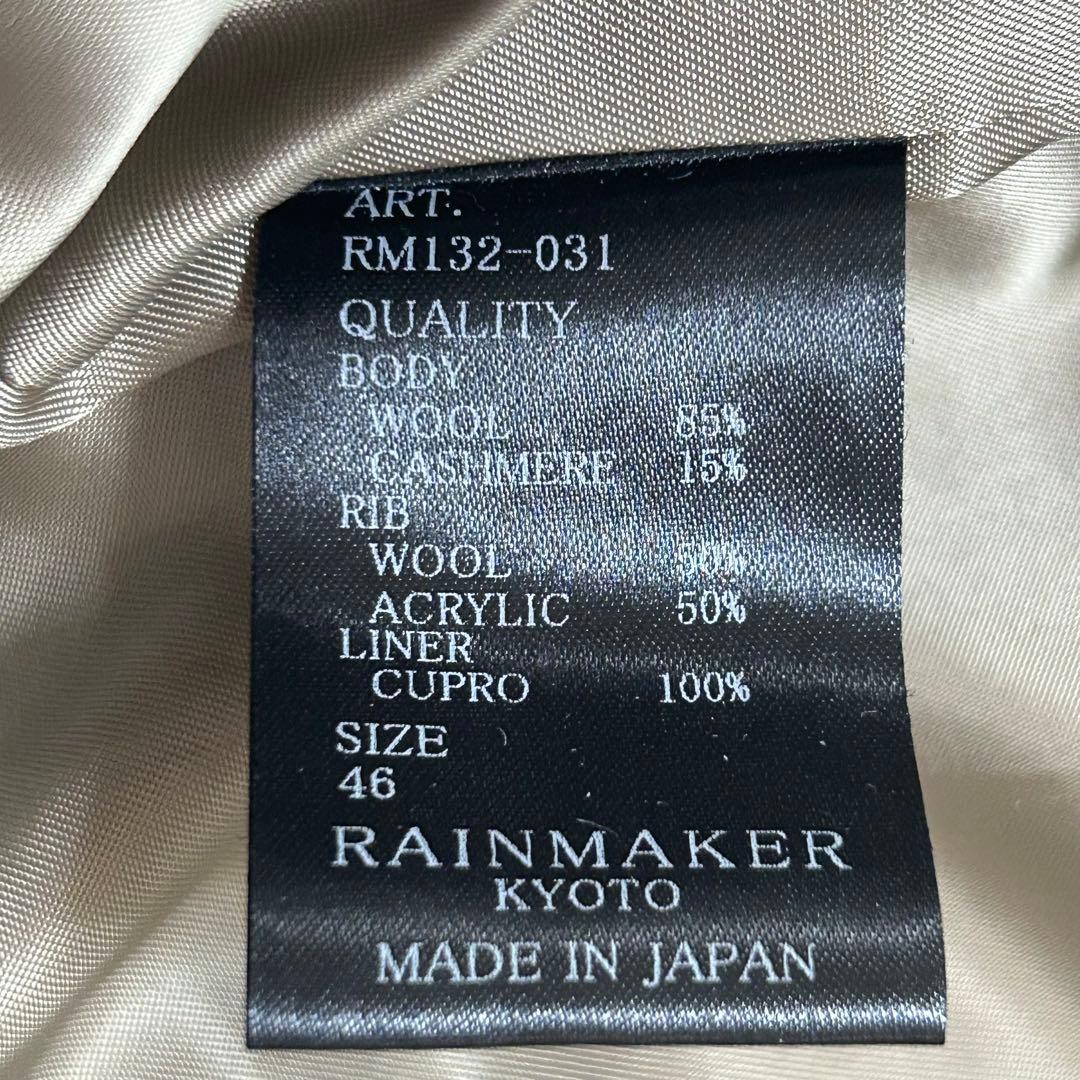 ART.
RM132-031
QUALITY
BODY
WOOL 85%
CASHMERE 15%
RIB
WOOL 50%
ACRYLIC 50%
LINER
CUPRO 100%
SIZE
46
RAINMAKER
KYOTO
MADE IN JAPAN